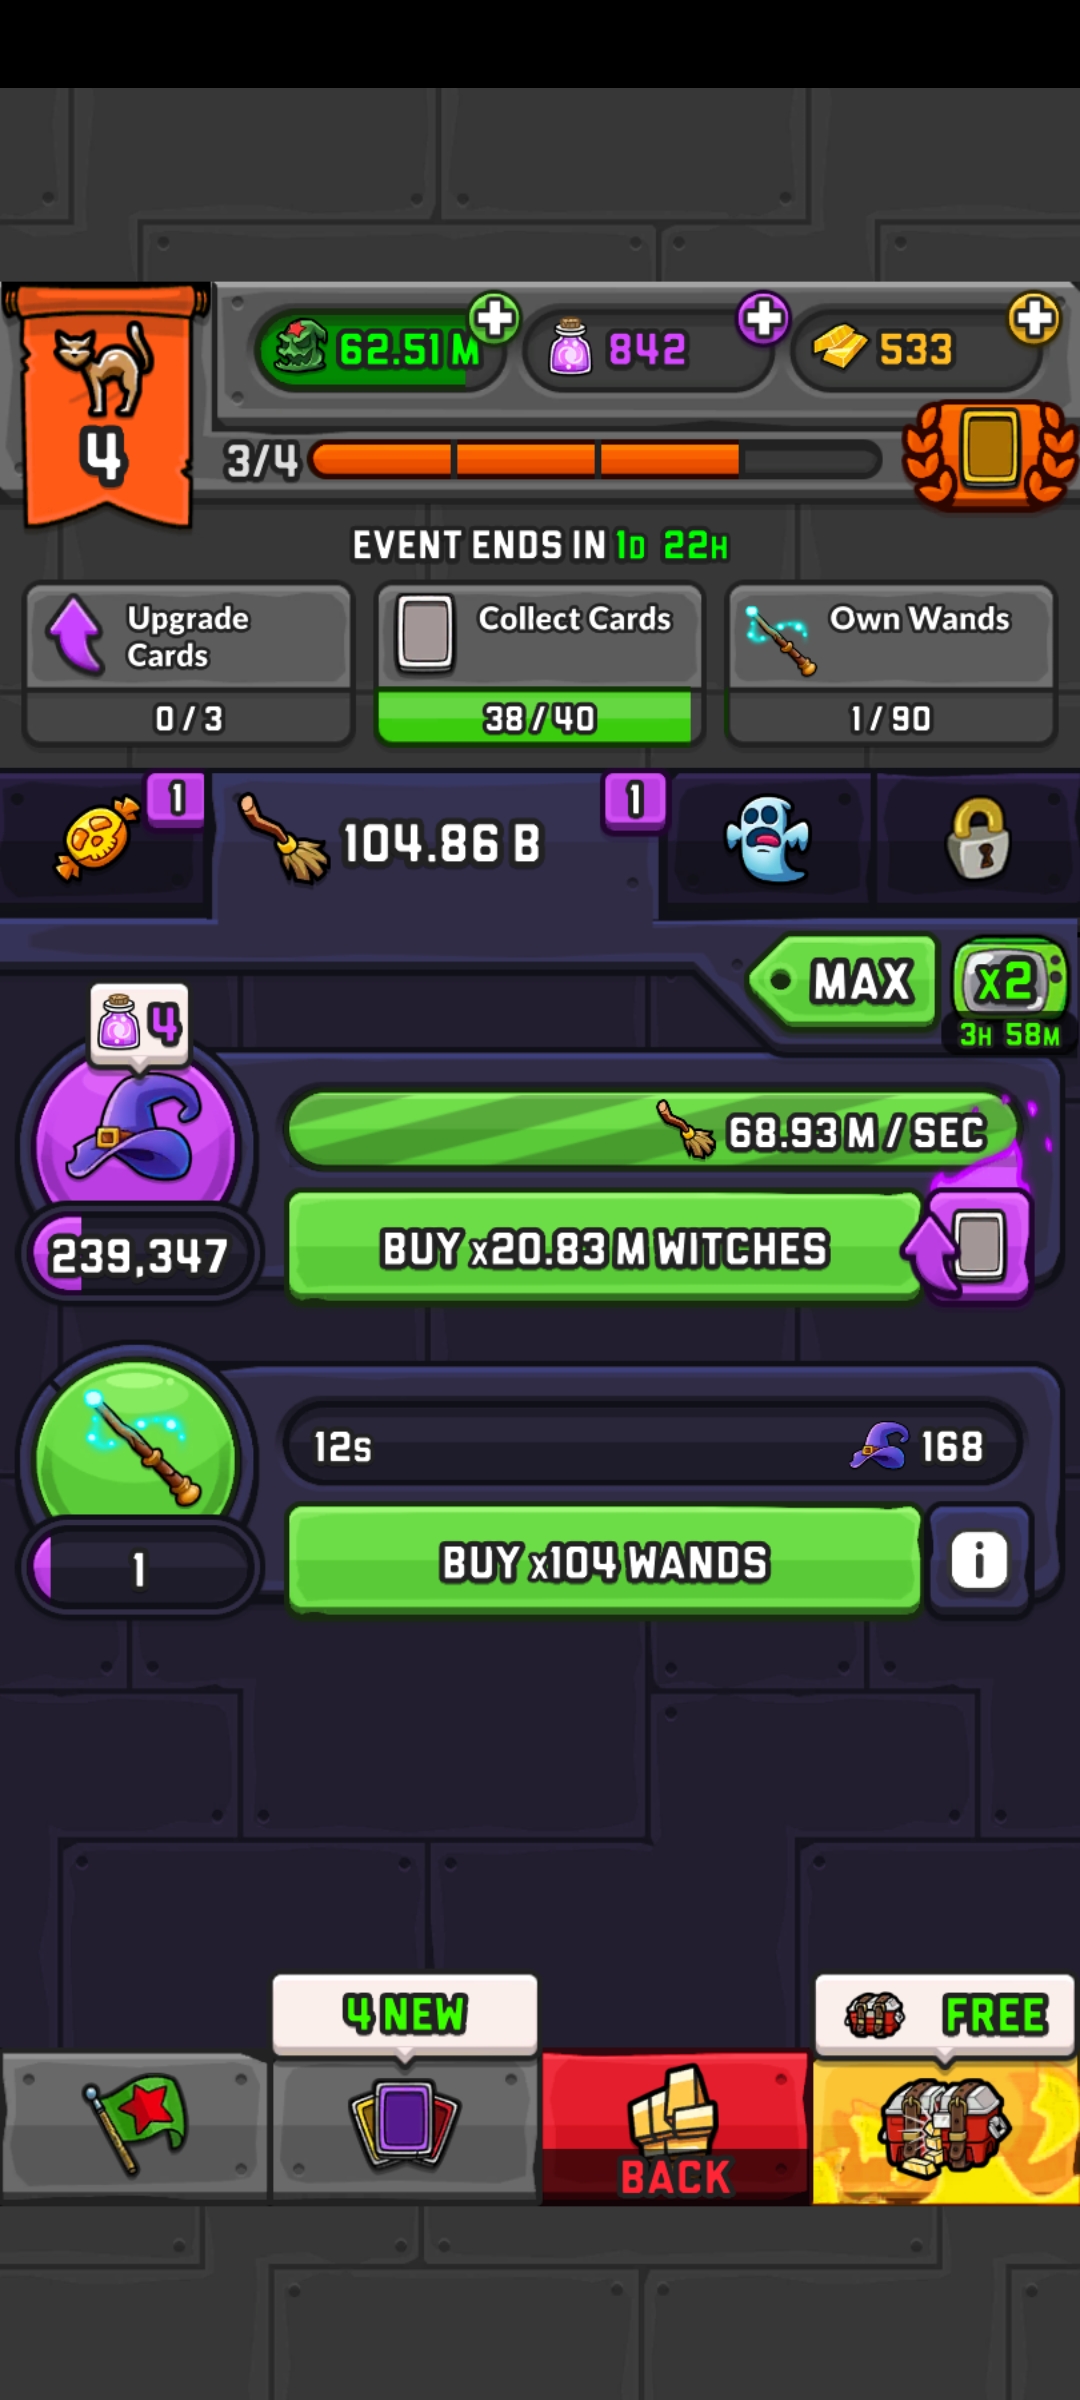 62.51 M
842
533
4
3/4
EVENT ENDS IN 1D 22H
Upgrade
Cards
0 / 3
Collect Cards
38 / 40
Own Wands
1 / 90
1
104.86 B
1
MAX
x2
3H 58M
4
68.93 M / SEC
239,347
BUY x20.83 M WITCHES
12s
168
1
BUY x104 WANDS
i
4 NEW
FREE
BACK